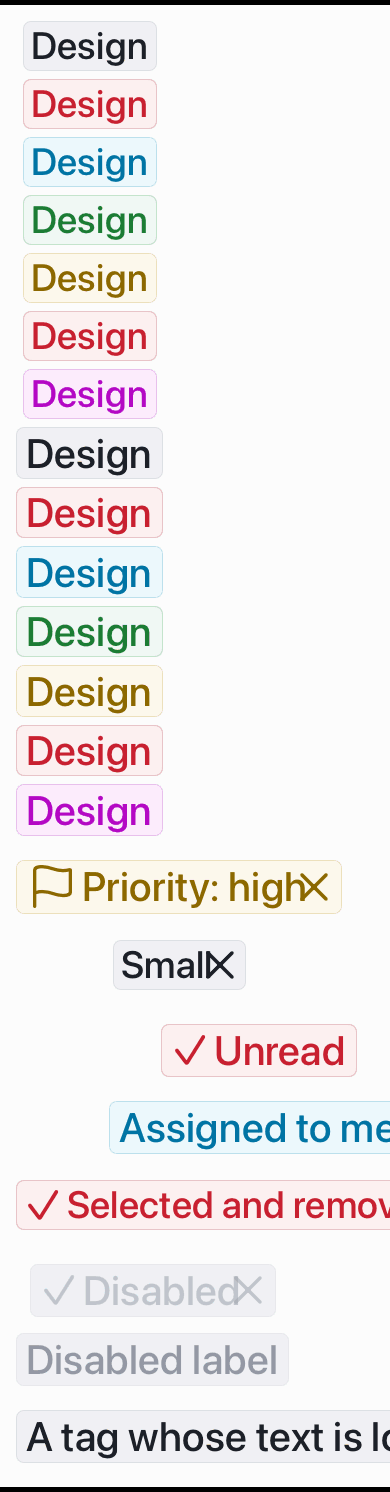 Design
Design
Design
Design
Design
Design
Design
Design
Design
Design
Design
Design
Design
Design
Priority: high
Small
Unread
Assigned to me
Selected and remov
Disabled
Disabled label
A tag whose text is lo